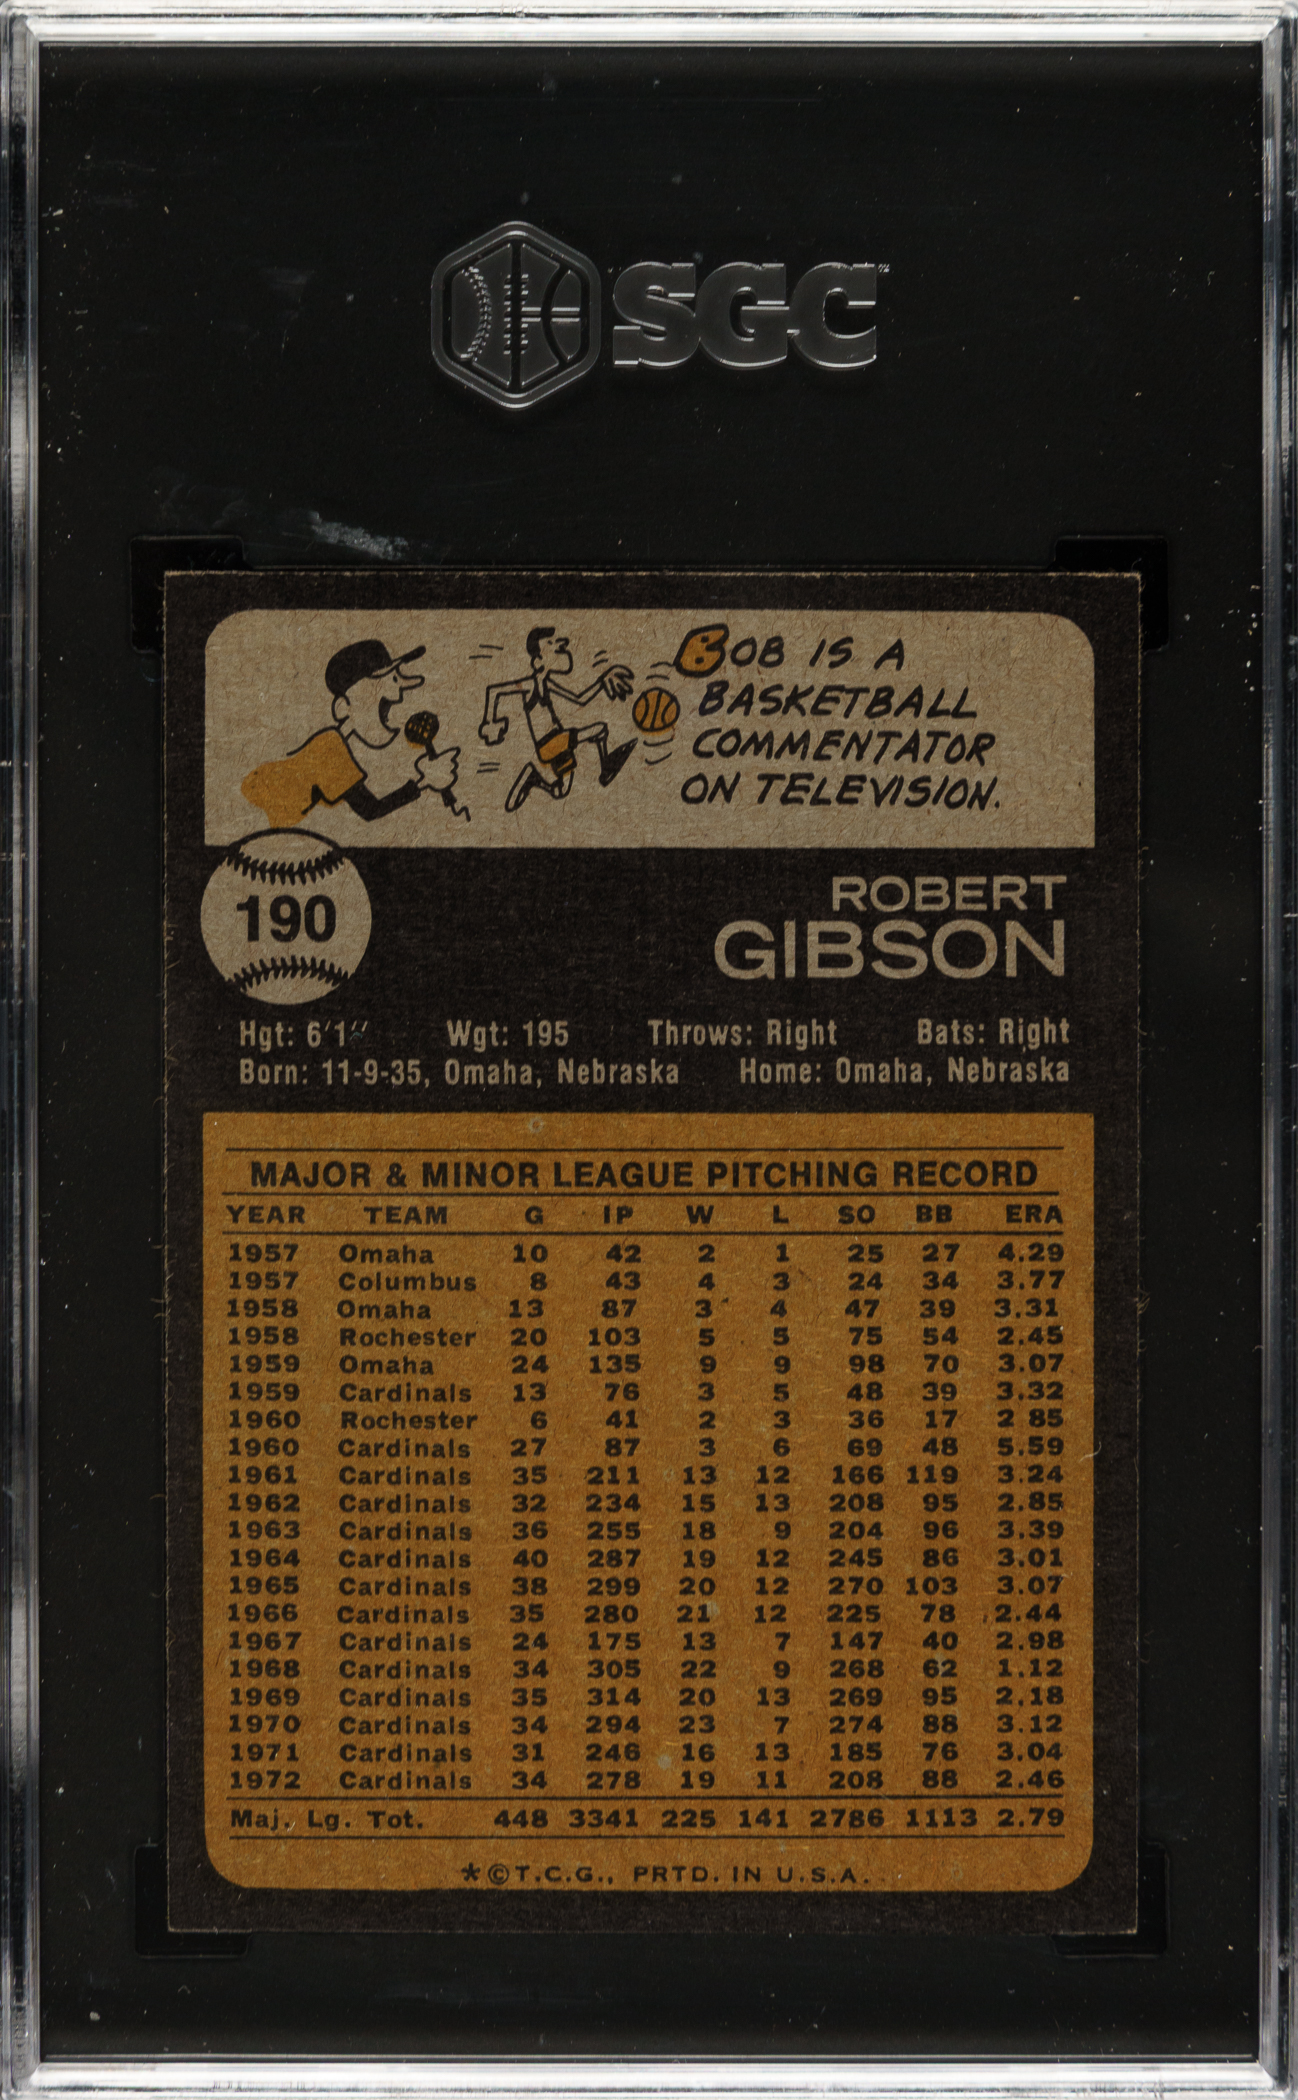 SGC
BOB IS A
BASKETBALL
COMMENTATOR
ON TELEVISION.
190
ROBERT
GIBSON
Hgt: 6'1" Wgt: 195 Throws: Right Bats: Right
Born: 11-9-35, Omaha, Nebraska Home: Omaha, Nebraska
MAJOR & MINOR LEAGUE PITCHING RECORD
YEAR TEAM G IP W L SO BB ERA
1957 Omaha 10 42 2 1 25 27 4.29
1957 Columbus 8 43 4 3 24 34 3.77
1958 Omaha 13 87 3 4 47 39 3.31
1958 Rochester 20 103 5 5 75 54 2.45
1959 Omaha 24 135 9 9 98 70 3.07
1959 Cardinals 13 76 3 5 48 39 3.32
1960 Rochester 6 41 2 3 36 17 2 85
1960 Cardinals 27 87 3 6 69 48 5.59
1961 Cardinals 35 211 13 12 166 119 3.24
1962 Cardinals 32 234 15 13 208 95 2.85
1963 Cardinals 36 255 18 9 204 96 3.39
1964 Cardinals 40 287 19 12 245 86 3.01
1965 Cardinals 38 299 20 12 270 103 3.07
1966 Cardinals 35 280 21 12 225 78 2.44
1967 Cardinals 24 175 13 7 147 40 2.98
1968 Cardinals 34 305 22 9 268 62 1.12
1969 Cardinals 35 314 20 13 269 95 2.18
1970 Cardinals 34 294 23 7 274 88 3.12
1971 Cardinals 31 246 16 13 185 76 3.04
1972 Cardinals 34 278 19 11 208 88 2.46
Maj. Lg. Tot. 448 3341 225 141 2786 1113 2.79
*©T.C.G., PRTD. IN U.S.A.